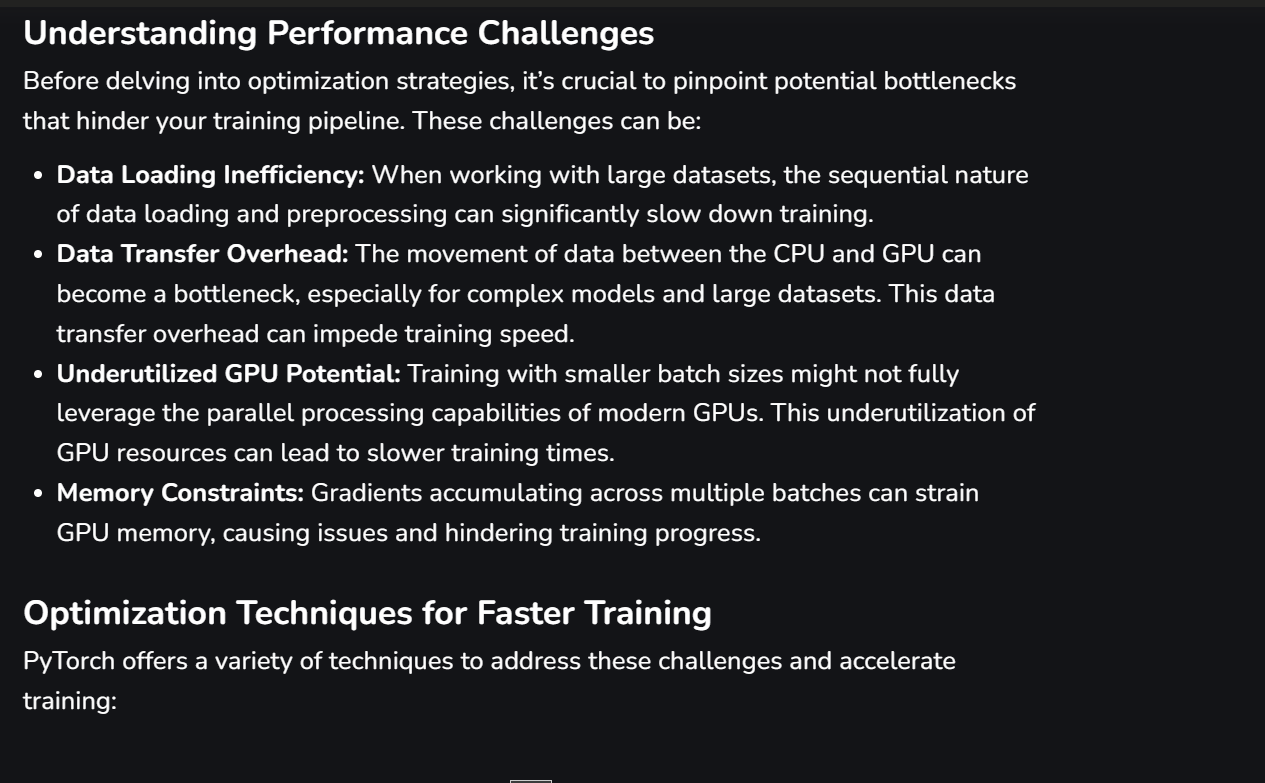 Understanding Performance Challenges
Before delving into optimization strategies, it’s crucial to pinpoint potential bottlenecks
that hinder your training pipeline. These challenges can be:
• Data Loading Inefficiency: When working with large datasets, the sequential nature
of data loading and preprocessing can significantly slow down training.
• Data Transfer Overhead: The movement of data between the CPU and GPU can
become a bottleneck, especially for complex models and large datasets. This data
transfer overhead can impede training speed.
• Underutilized GPU Potential: Training with smaller batch sizes might not fully
leverage the parallel processing capabilities of modern GPUs. This underutilization of
GPU resources can lead to slower training times.
• Memory Constraints: Gradients accumulating across multiple batches can strain
GPU memory, causing issues and hindering training progress.
Optimization Techniques for Faster Training
PyTorch offers a variety of techniques to address these challenges and accelerate
training: